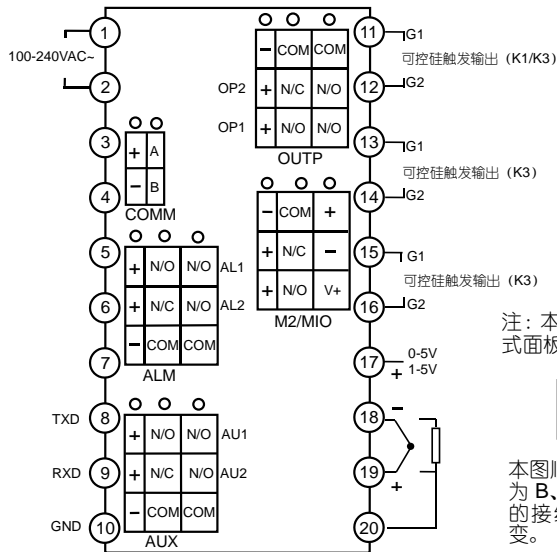 1
11
G1
100-240VAC~
− COM COM
可控硅触发输出 (K1/K3)
2
OP2 + N/C N/O
12
G2
OP1 + N/O N/O
3
13
G1
OUTP
+ A
可控硅触发输出 (K3)
− B
4
14
G2
COMM
− COM +
5
15
G1
+ N/O N/O AL1
+ N/C −
可控硅触发输出 (K3)
6
+ N/C N/O AL2
+ N/O V+
16
G2
M2/MIO
注: 本
式面板
− COM COM
7
ALM
17
0-5V
+ 1-5V
TXD 8
+ N/O N/O AU1
18
−
RXD 9
+ N/C N/O AU2
19
+
本图顺
为 B、
的接线
变。
GND 10
− COM COM
20
AUX